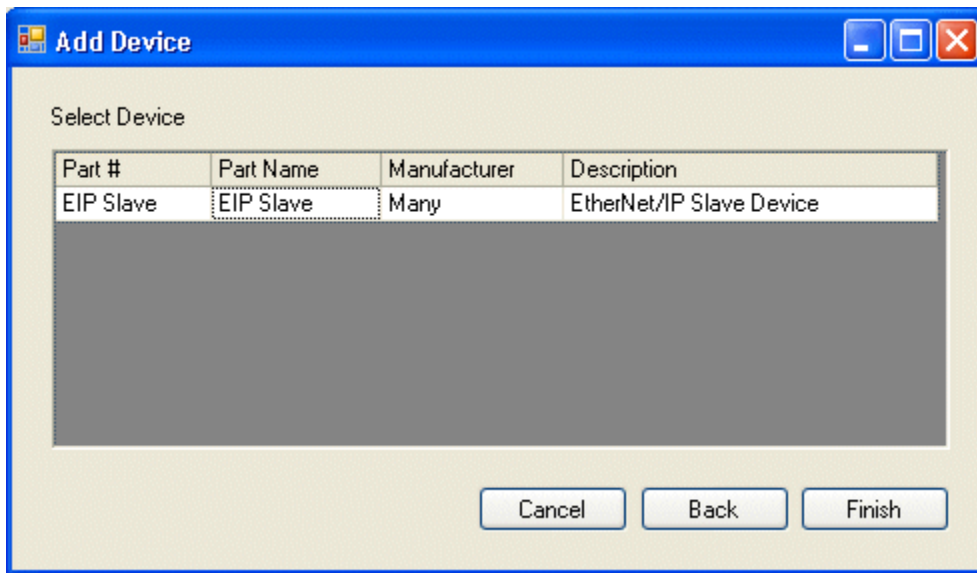 Add Device
Select Device
Part # Part Name Manufacturer Description
EIP Slave EIP Slave Many EtherNet/IP Slave Device
Cancel Back Finish